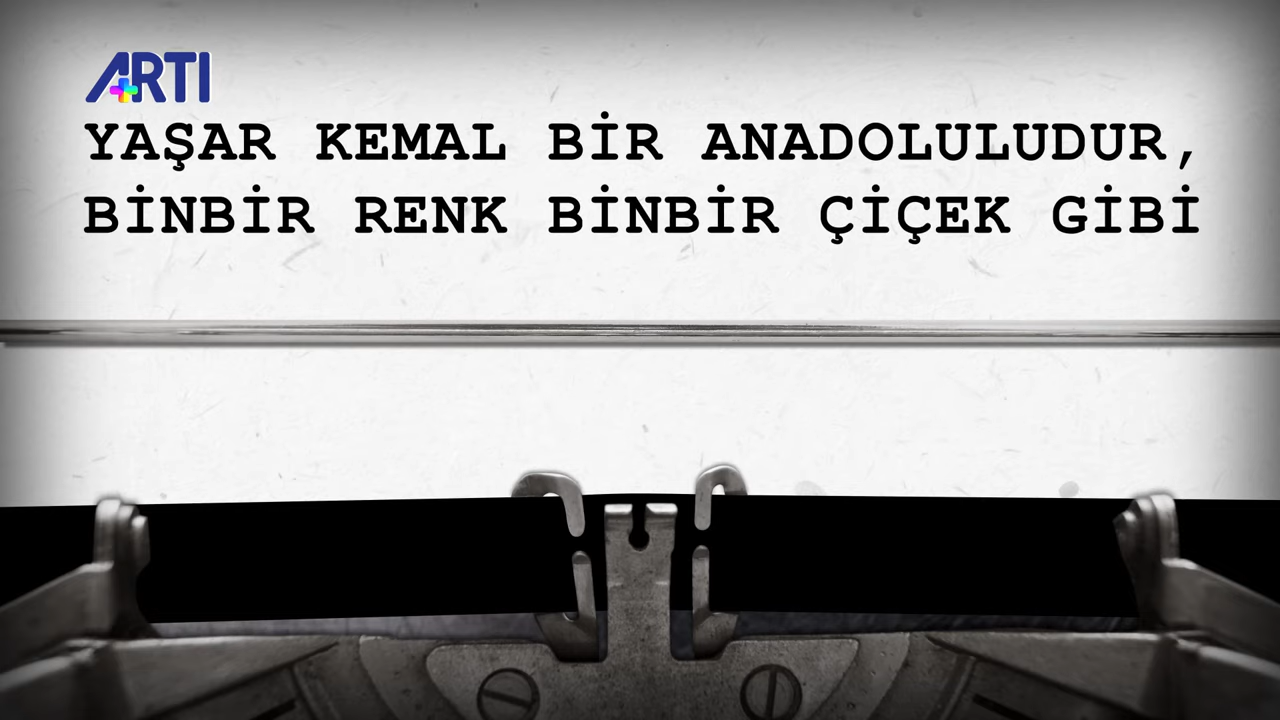 ARTI
YAŞAR KEMAL BİR ANADOLULUDUR,
BİNBİR RENK BİNBİR ÇİÇEK GİBİ